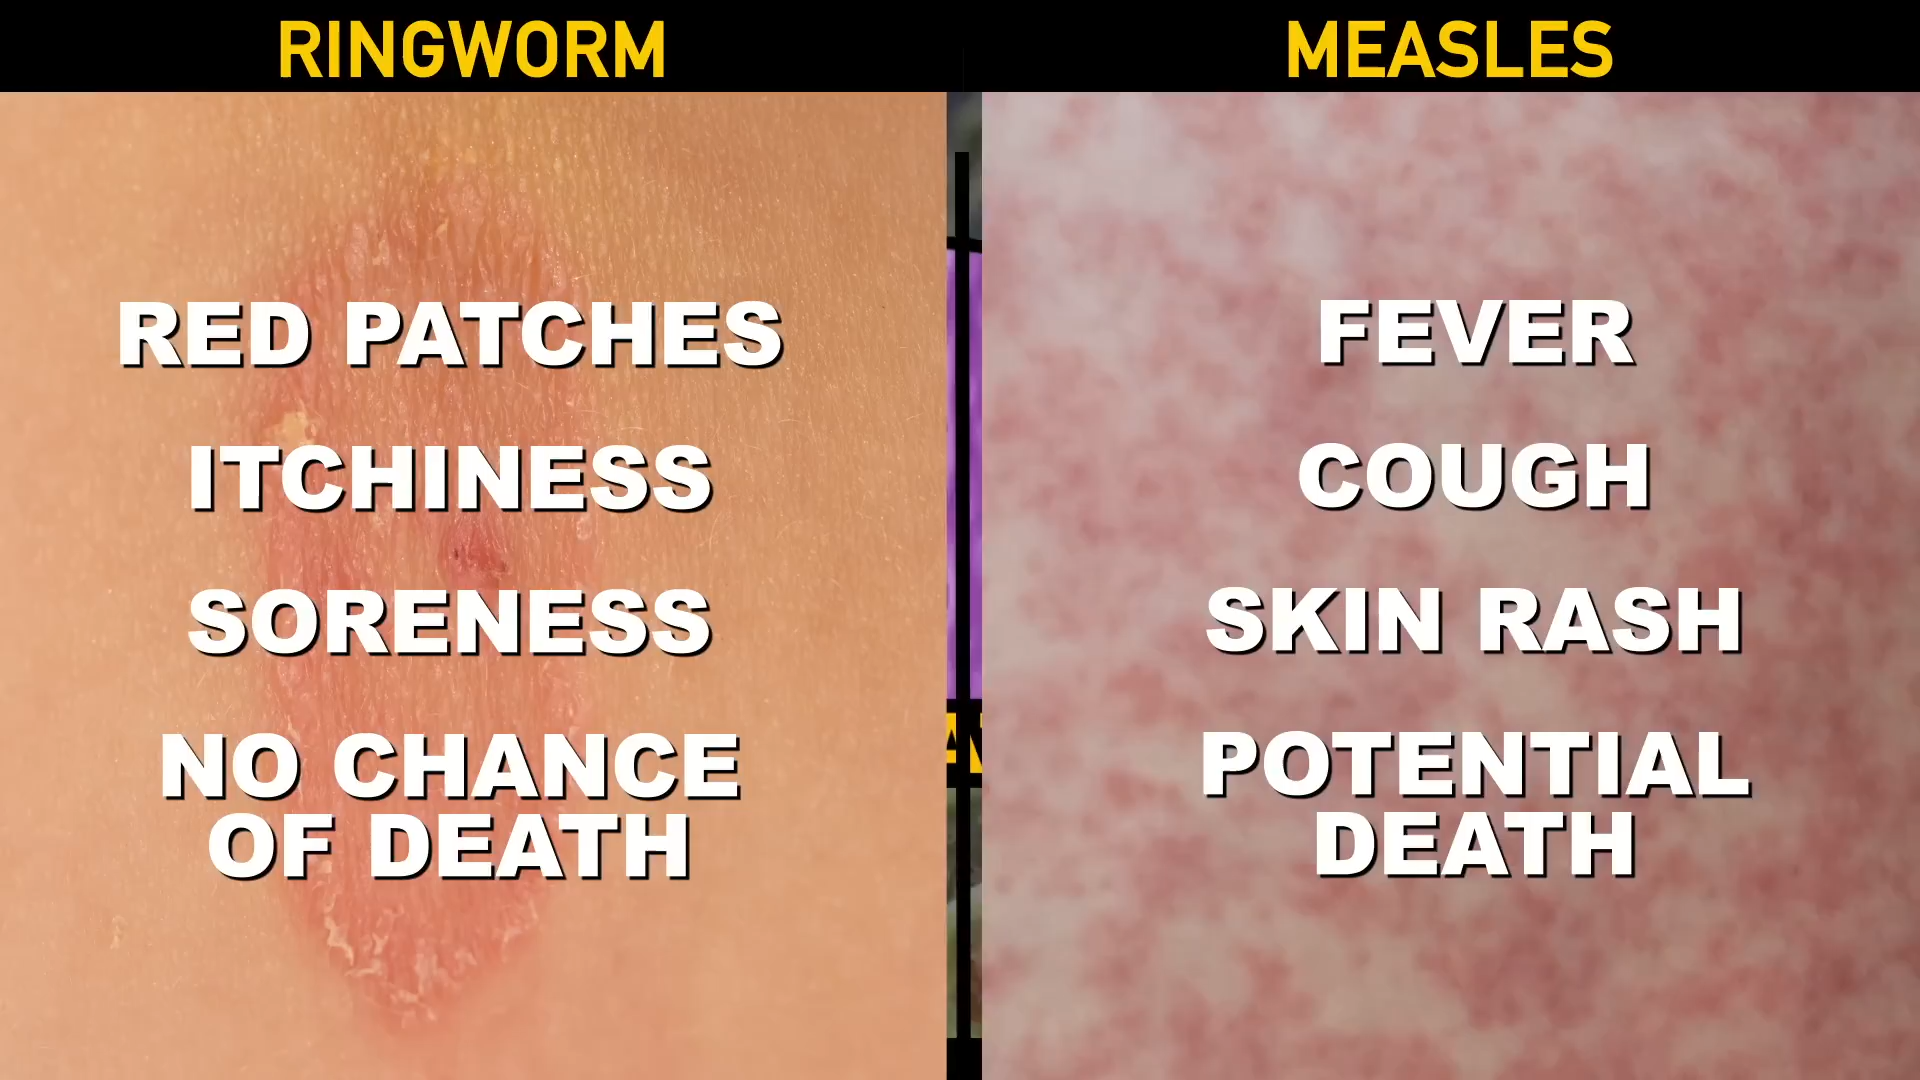 RINGWORM
RED PATCHES
ITCHINESS
SORENESS
NO CHANCE
OF DEATH
MEASLES
FEVER
COUGH
SKIN RASH
POTENTIAL
DEATH